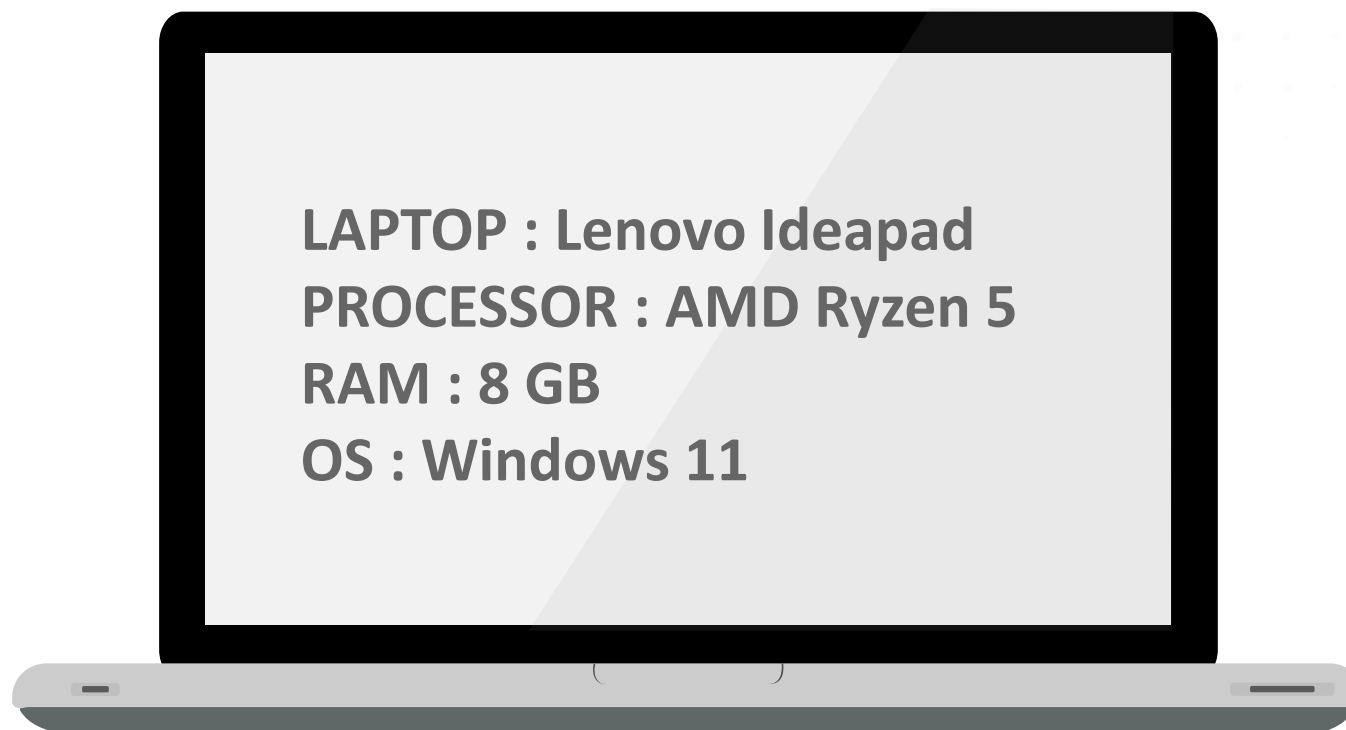 LAPTOP : Lenovo Ideapad
PROCESSOR : AMD Ryzen 5
RAM : 8 GB
OS : Windows 11